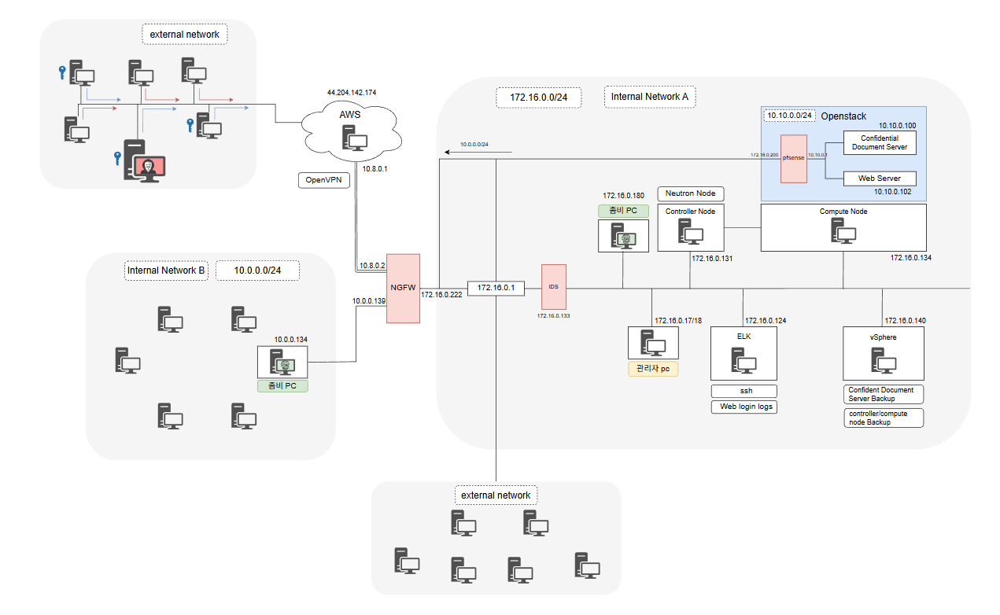 external network
44.204.142.174
AWS
10.8.0.1
OpenVPN
172.16.0.0/24
Internal Network A
10.0.0.0/24
10.10.0.0/24
Openstack
10.10.0.100
Confidential
Document Server
172.16.0.200
pfsense
10.10.0.1
Web Server
10.10.0.102
172.16.0.180
좀비 PC
Neutron Node
Controller Node
172.16.0.131
Compute Node
172.16.0.134
Internal Network B
10.0.0.0/24
10.8.0.2
NGFW
10.0.0.139
172.16.0.222
172.16.0.1
IDS
172.16.0.133
10.0.0.134
좀비 PC
172.16.0.17/18
관리자 pc
172.16.0.124
ELK
ssh
Web login logs
172.16.0.140
vSphere
Confident Document
Server Backup
controller/compute
node Backup
external network